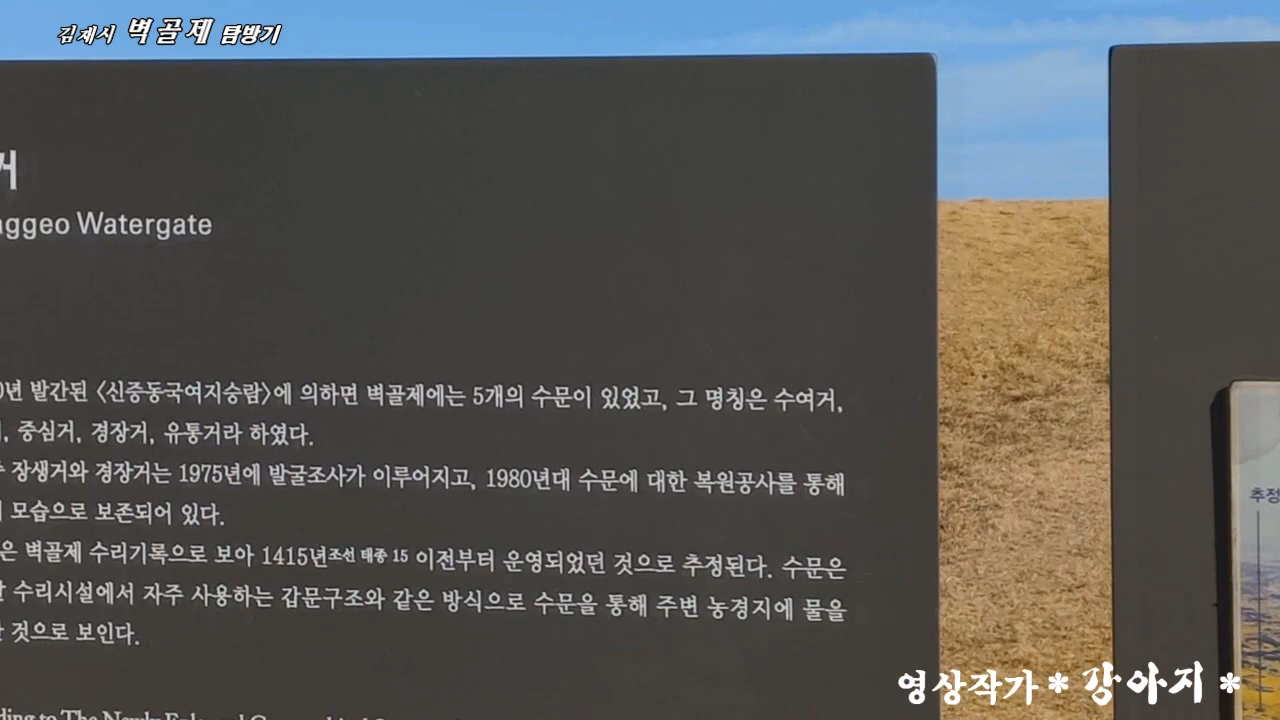 김제시 벽골제 탐방기
거
aggeo Watergate
0년 발간된 〈신증동국여지승람〉에 의하면 벽골제에는 5개의 수문이 있었고, 그 명칭은 수여거,
, 중심거, 경장거, 유통거라 하였다.
장생거와 경장거는 1975년에 발굴조사가 이루어지고, 1980년대 수문에 대한 복원공사를 통해
모습으로 보존되어 있다.
은 벽골제 수리기록으로 보아 1415년조선 태종 15 이전부터 운영되었던 것으로 추정된다. 수문은
수리시설에서 자주 사용하는 갑문구조와 같은 방식으로 수문을 통해 주변 농경지에 물을
것으로 보인다.
추정
영상작가 * 강아지 *